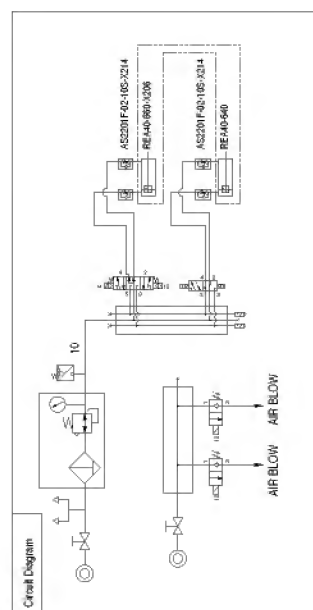 Circuit Diagram
10
AS2201F-02-10S-X214
REA40-660-X206
AS2201F-02-10S-X214
REA40-640
AIR BLOW
AIR BLOW